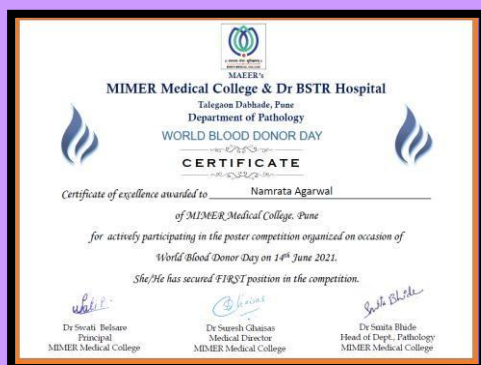 MAEER's
MIMER Medical College & Dr BSTR Hospital
Talegaon Dabhade, Pune
Department of Pathology
WORLD BLOOD DONOR DAY
CERTIFICATE
Certificate of excellence awarded to Namrata Agarwal
of MIMER Medical College, Pune
for actively participating in the poster competition organized on occasion of
World Blood Donor Day on 14th June 2021.
She/He has secured FIRST position in the competition.
Smita Bhide
Dr Swati Belsare
Principal
MIMER Medical College
Dr Suresh Ghaisas
Medical Director
MIMER Medical College
Dr Smita Bhide
Head of Dept., Pathology
MIMER Medical College